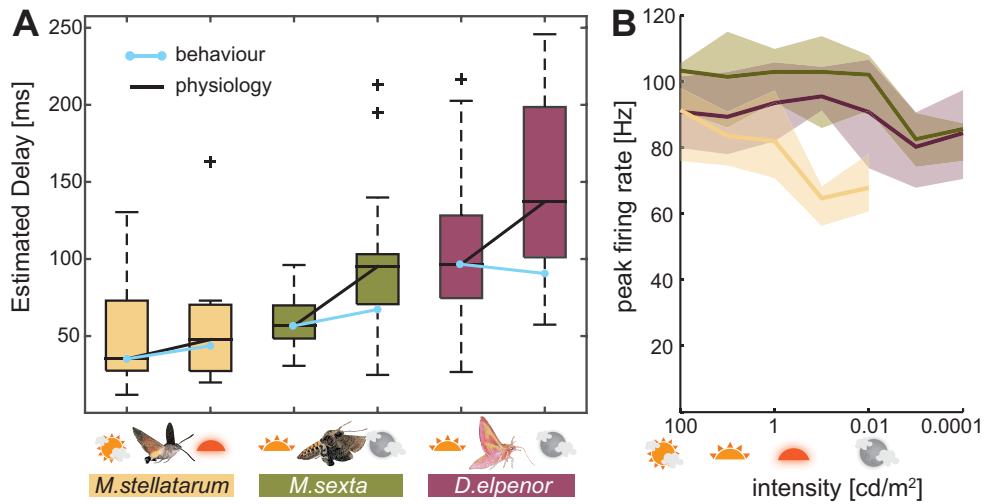 A
Estimated Delay [ms]
250
200
150
100
50
behaviour
physiology
M.stellatarum
M.sexta
D.elpenor
B
peak firing rate [Hz]
120
100
80
60
40
20
100
1
0.01
0.0001
intensity [cd/m²]